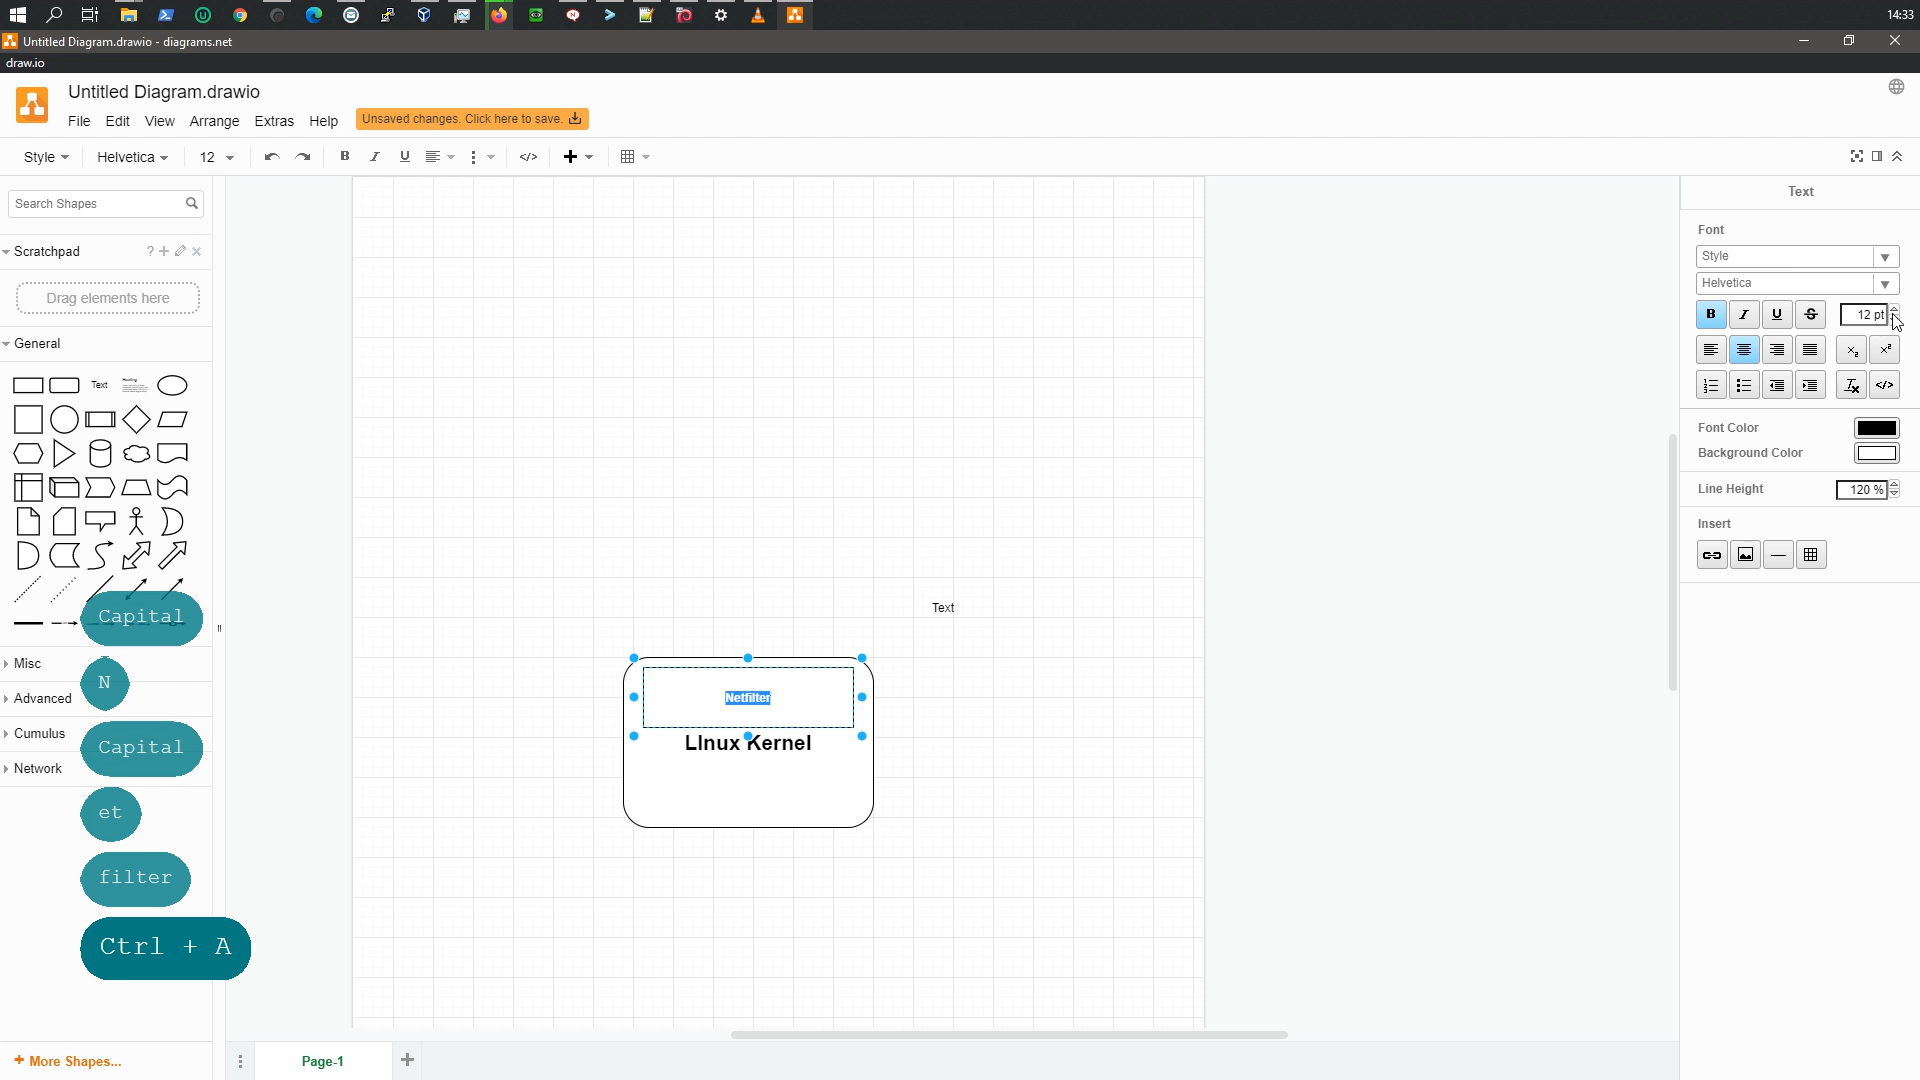 14:33
Untitled Diagram.drawio - diagrams.net
draw.io
Untitled Diagram.drawio
File Edit View Arrange Extras Help Unsaved changes. Click here to save.
Style Helvetica 12 B I U </>
Search Shapes
Scratchpad ?
Drag elements here
General
Text Heading
Misc
Advanced
Cumulus
Network
Capital
N
Capital
et
filter
Ctrl + A
+ More Shapes...
Text
Netfilter
LInux Kernel
Page-1
Text
Font
Style
Helvetica
B I U S 12 pt
Font Color
Background Color
Line Height 120 %
Insert